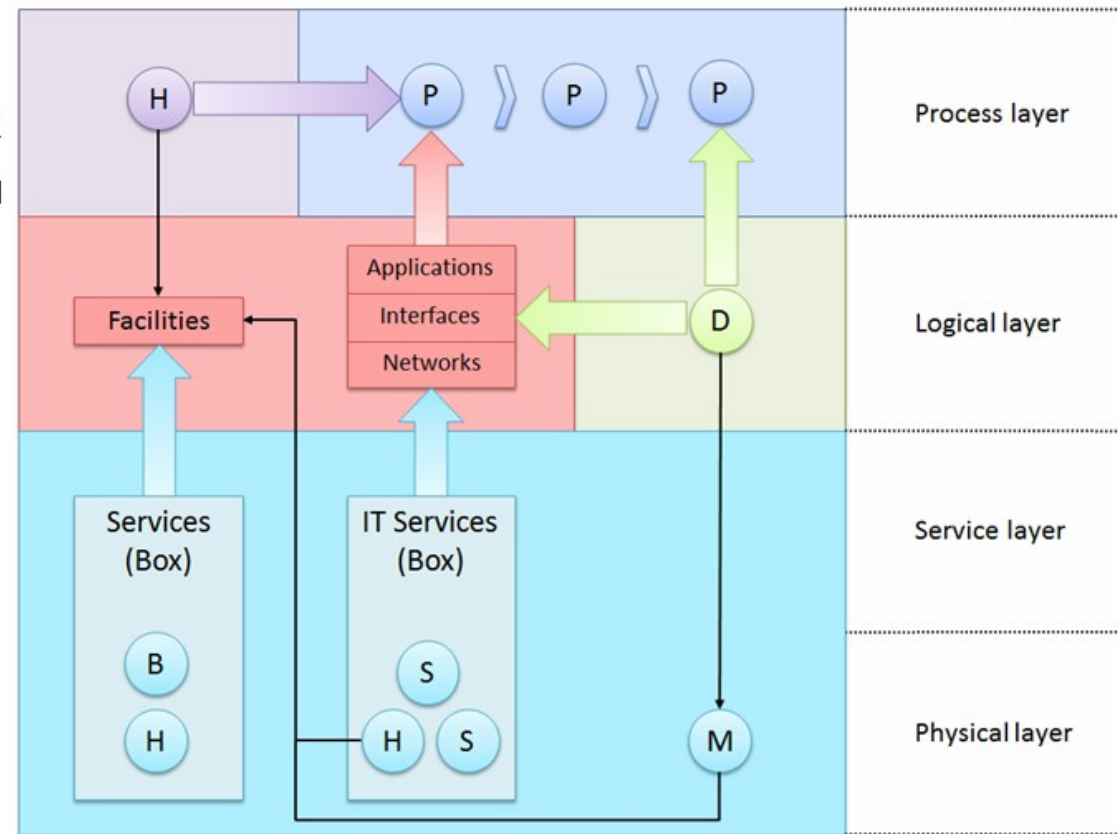 H
P
P
P
Process layer
Applications
Facilities
Interfaces
D
Logical layer
Networks
Services
(Box)
IT Services
(Box)
Service layer
B
S
H
H
S
M
Physical layer